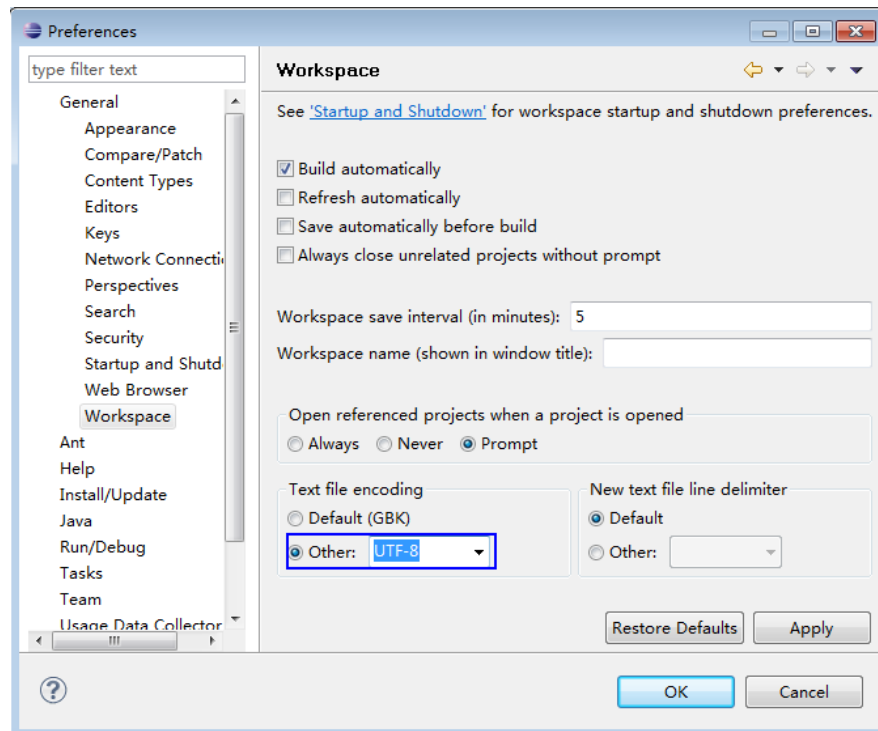 Preferences
type filter text
General
Appearance
Compare/Patch
Content Types
Editors
Keys
Network Connecti
Perspectives
Search
Security
Startup and Shutd
Web Browser
Workspace
Ant
Help
Install/Update
Java
Run/Debug
Tasks
Team
Usage Data Collector
Workspace
See 'Startup and Shutdown' for workspace startup and shutdown preferences.
Build automatically
Refresh automatically
Save automatically before build
Always close unrelated projects without prompt
Workspace save interval (in minutes): 5
Workspace name (shown in window title):
Open referenced projects when a project is opened
Always Never Prompt
Text file encoding
Default (GBK)
Other: UTF-8
New text file line delimiter
Default
Other:
Restore Defaults Apply
? OK Cancel